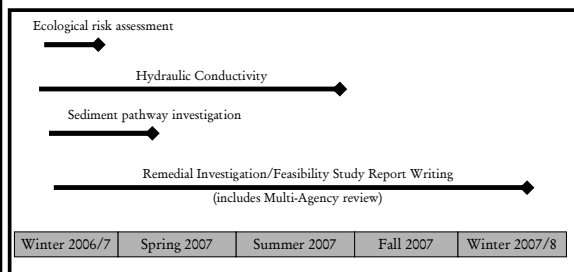 Ecological risk assessment
Hydraulic Conductivity
Sediment pathway investigation
Remedial Investigation/Feasibility Study Report Writing
(includes Multi-Agency review)
Winter 2006/7 Spring 2007 Summer 2007 Fall 2007 Winter 2007/8